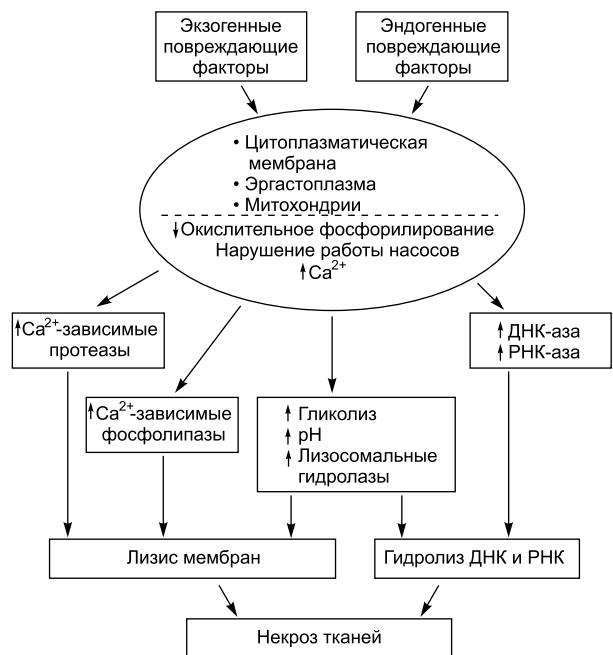 Экзогенные
повреждающие
факторы
Эндогенные
повреждающие
факторы
• Цитоплазматическая
мембрана
• Эргастоплазма
• Митохондрии
↓Окислительное фосфорилирование
Нарушение работы насосов
↑Ca²⁺
↑Ca²⁺-зависимые
протеазы
↑ ДНК-аза
↑ РНК-аза
↑Ca²⁺-зависимые
фосфолипазы
↑ Гликолиз
↑ pH
↑ Лизосомальные
гидролазы
Лизис мембран
Гидролиз ДНК и РНК
Некроз тканей